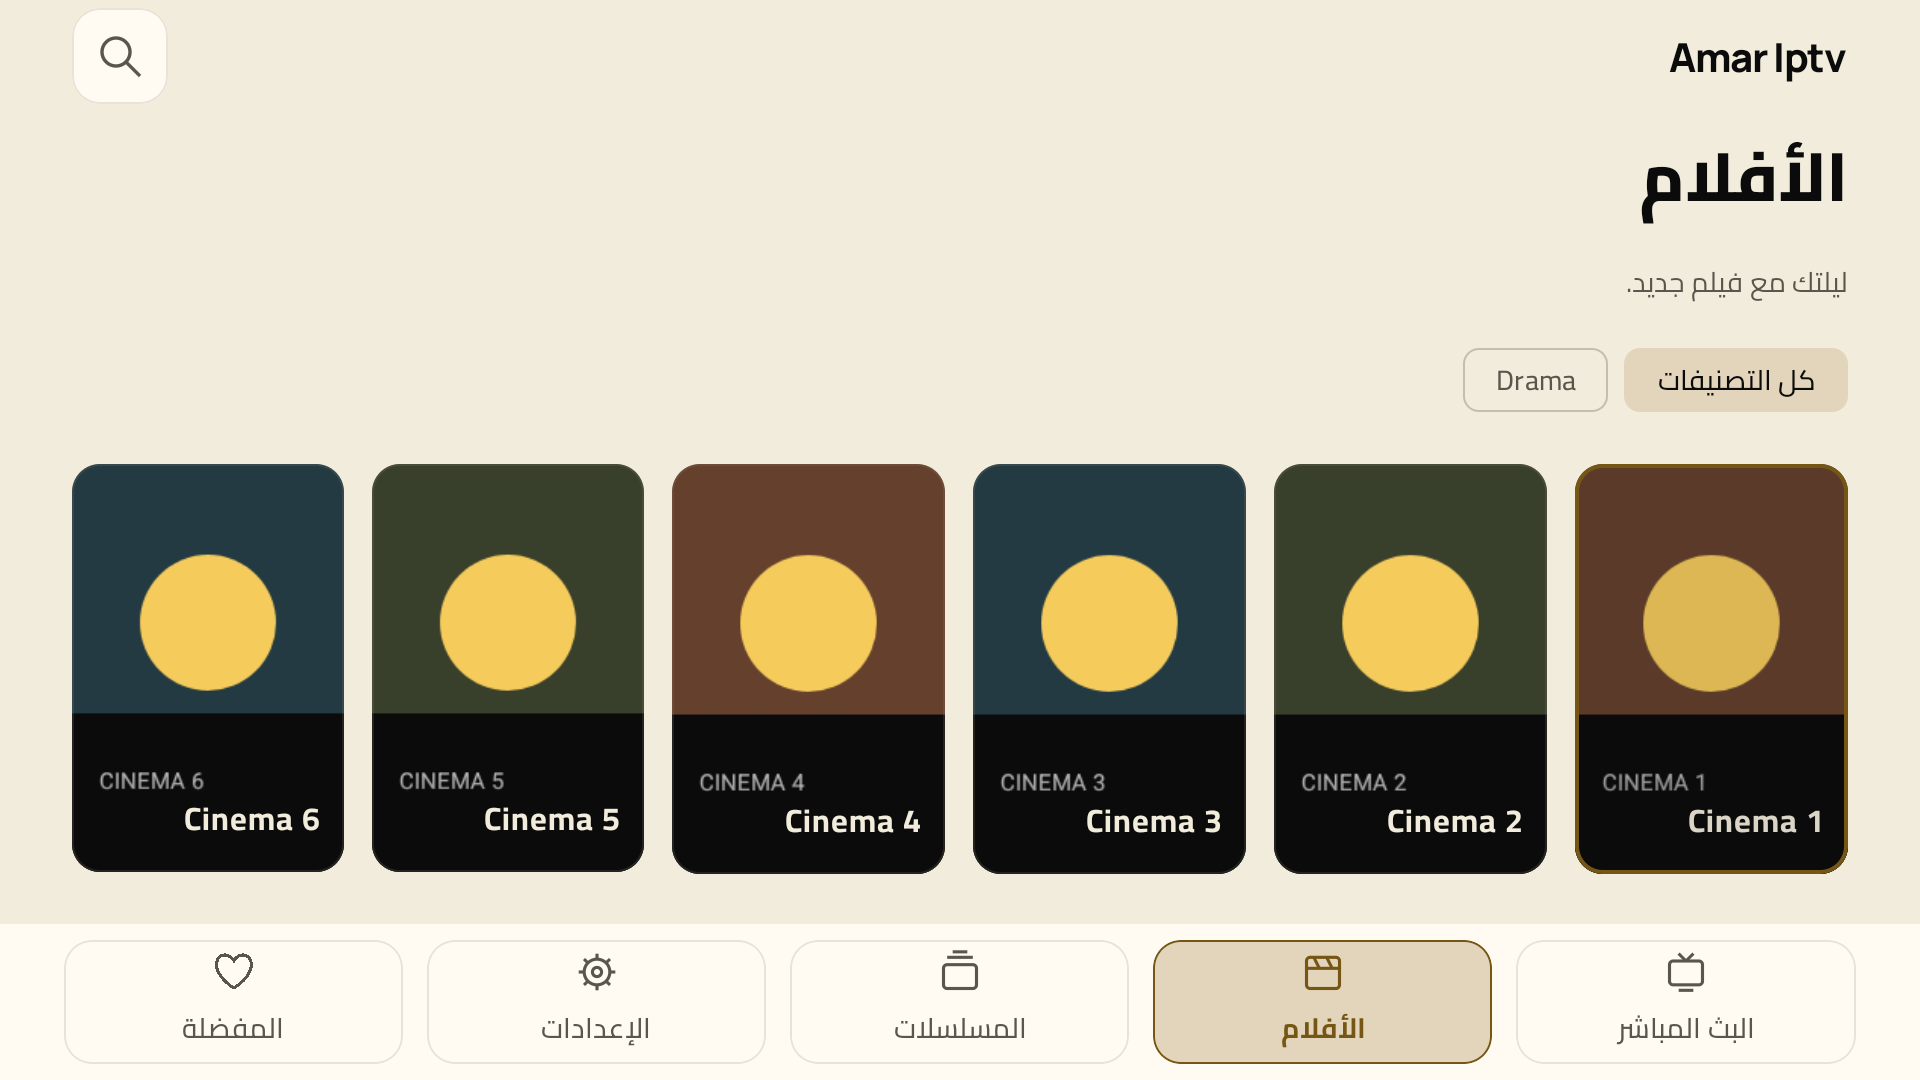 Amar Iptv
الأفلام
ليلتك مع فيلم جديد.
كل التصنيفات
Drama
CINEMA 1
Cinema 1
CINEMA 2
Cinema 2
CINEMA 3
Cinema 3
CINEMA 4
Cinema 4
CINEMA 5
Cinema 5
CINEMA 6
Cinema 6
البث المباشر
الأفلام
المسلسلات
الإعدادات
المفضلة